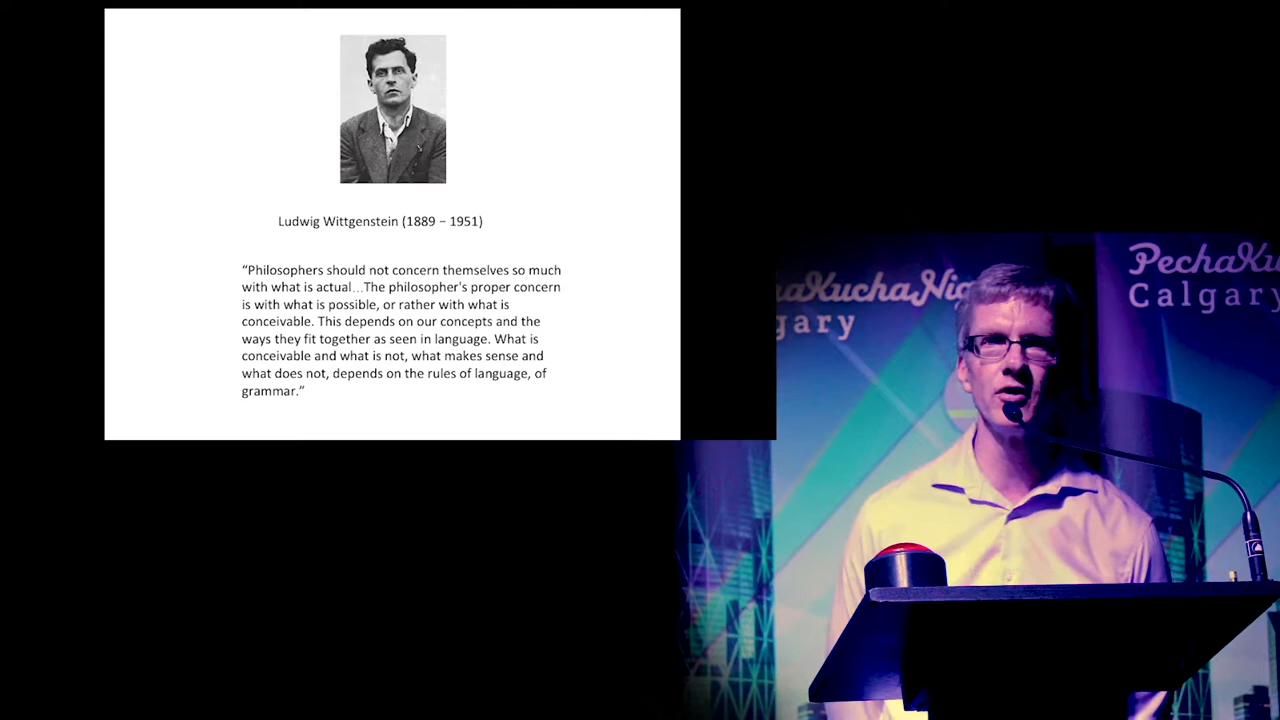 Ludwig Wittgenstein (1889 – 1951)
“Philosophers should not concern themselves so much
with what is actual…The philosopher's proper concern
is with what is possible, or rather with what is
conceivable. This depends on our concepts and the
ways they fit together as seen in language. What is
conceivable and what is not, what makes sense and
what does not, depends on the rules of language, of
grammar.”
aKuchaNig
gary
PechaKu
Calgary